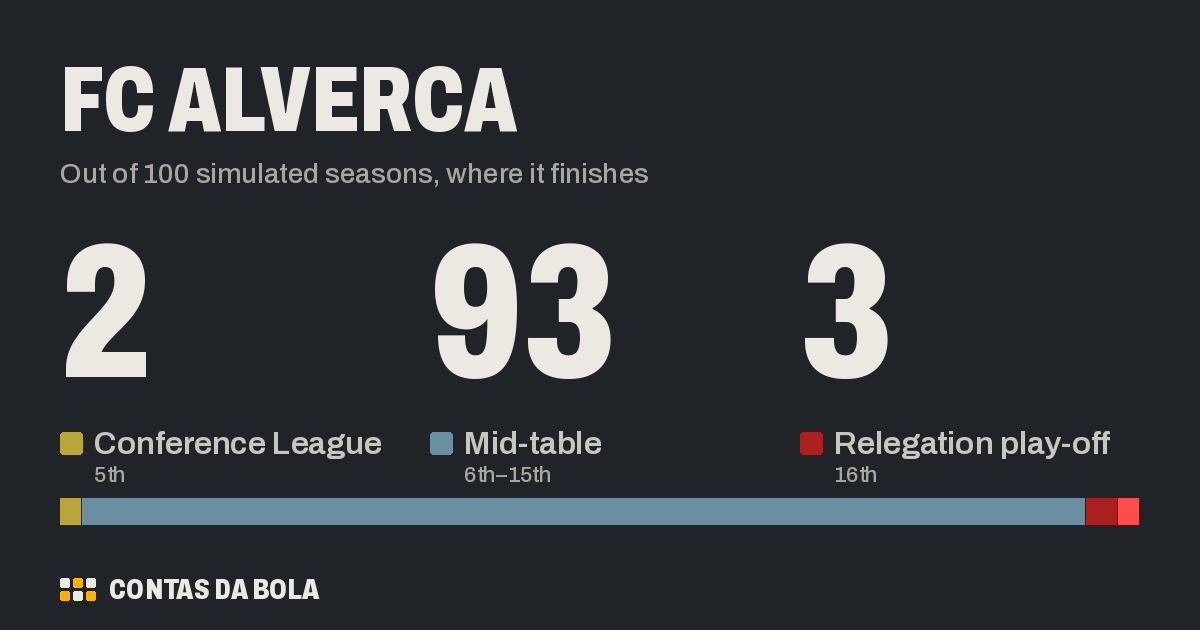 FC ALVERCA
Out of 100 simulated seasons, where it finishes
2 93 3
Conference League Mid-table Relegation play-off
5th 6th–15th 16th
CONTAS DA BOLA